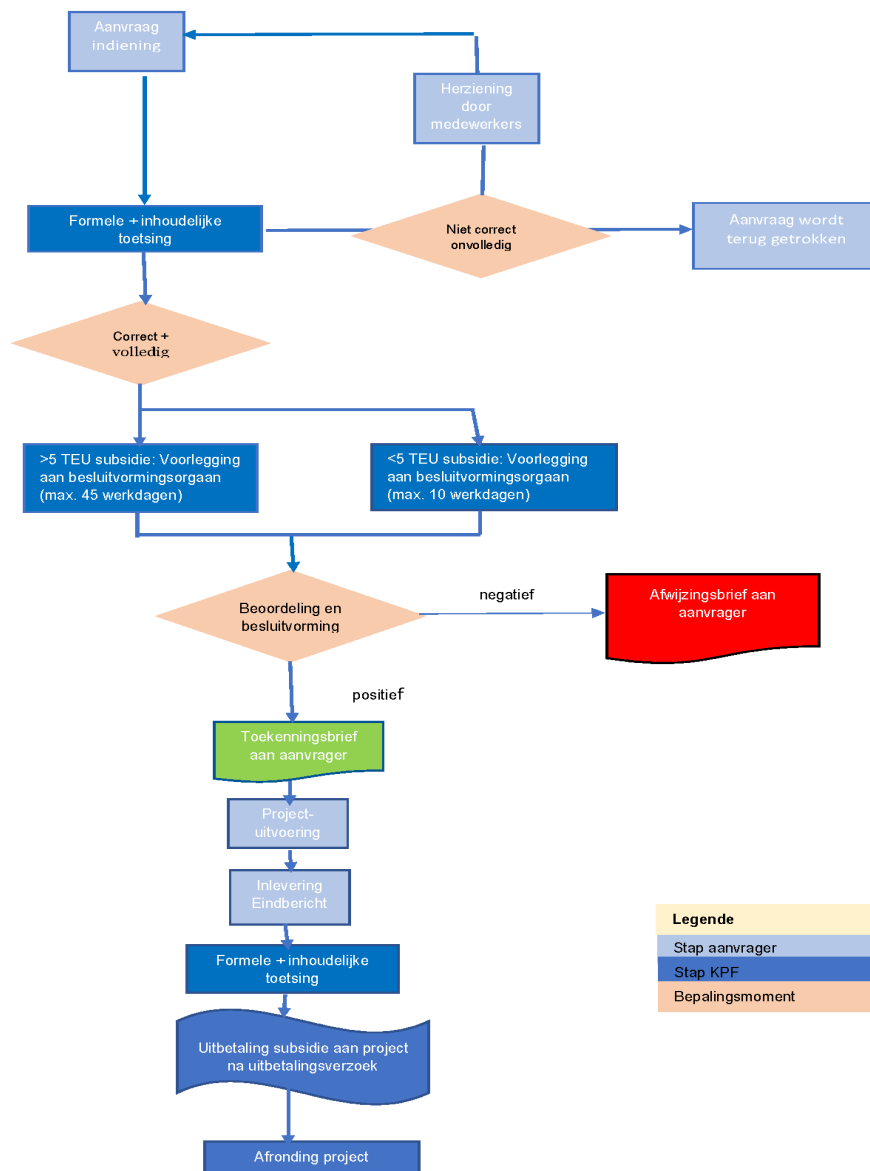 Aanvraag
indiening
Herziening
door
medewerkers
Formele + inhoudelijke
toetsing
Niet correct
onvolledig
Aanvraag wordt
terug getrokken
Correct +
volledig
>5 TEU subsidie: Voorlegging
aan besluitvormingsorgaan
(max. 45 werkdagen)
<5 TEU subsidie: Voorlegging
aan besluitvormingsorgaan
(max. 10 werkdagen)
Beoordeling en
besluitvorming
negatief
Afwijzingsbrief aan
aanvrager
positief
Toekenningsbrief
aan aanvrager
Project-
uitvoering
Inlevering
Eindbericht
Formele + inhoudelijke
toetsing
Uitbetaling subsidie aan project
na uitbetalingsverzoek
Afronding project
Legende
Stap aanvrager
Stap KPF
Bepalingsmoment